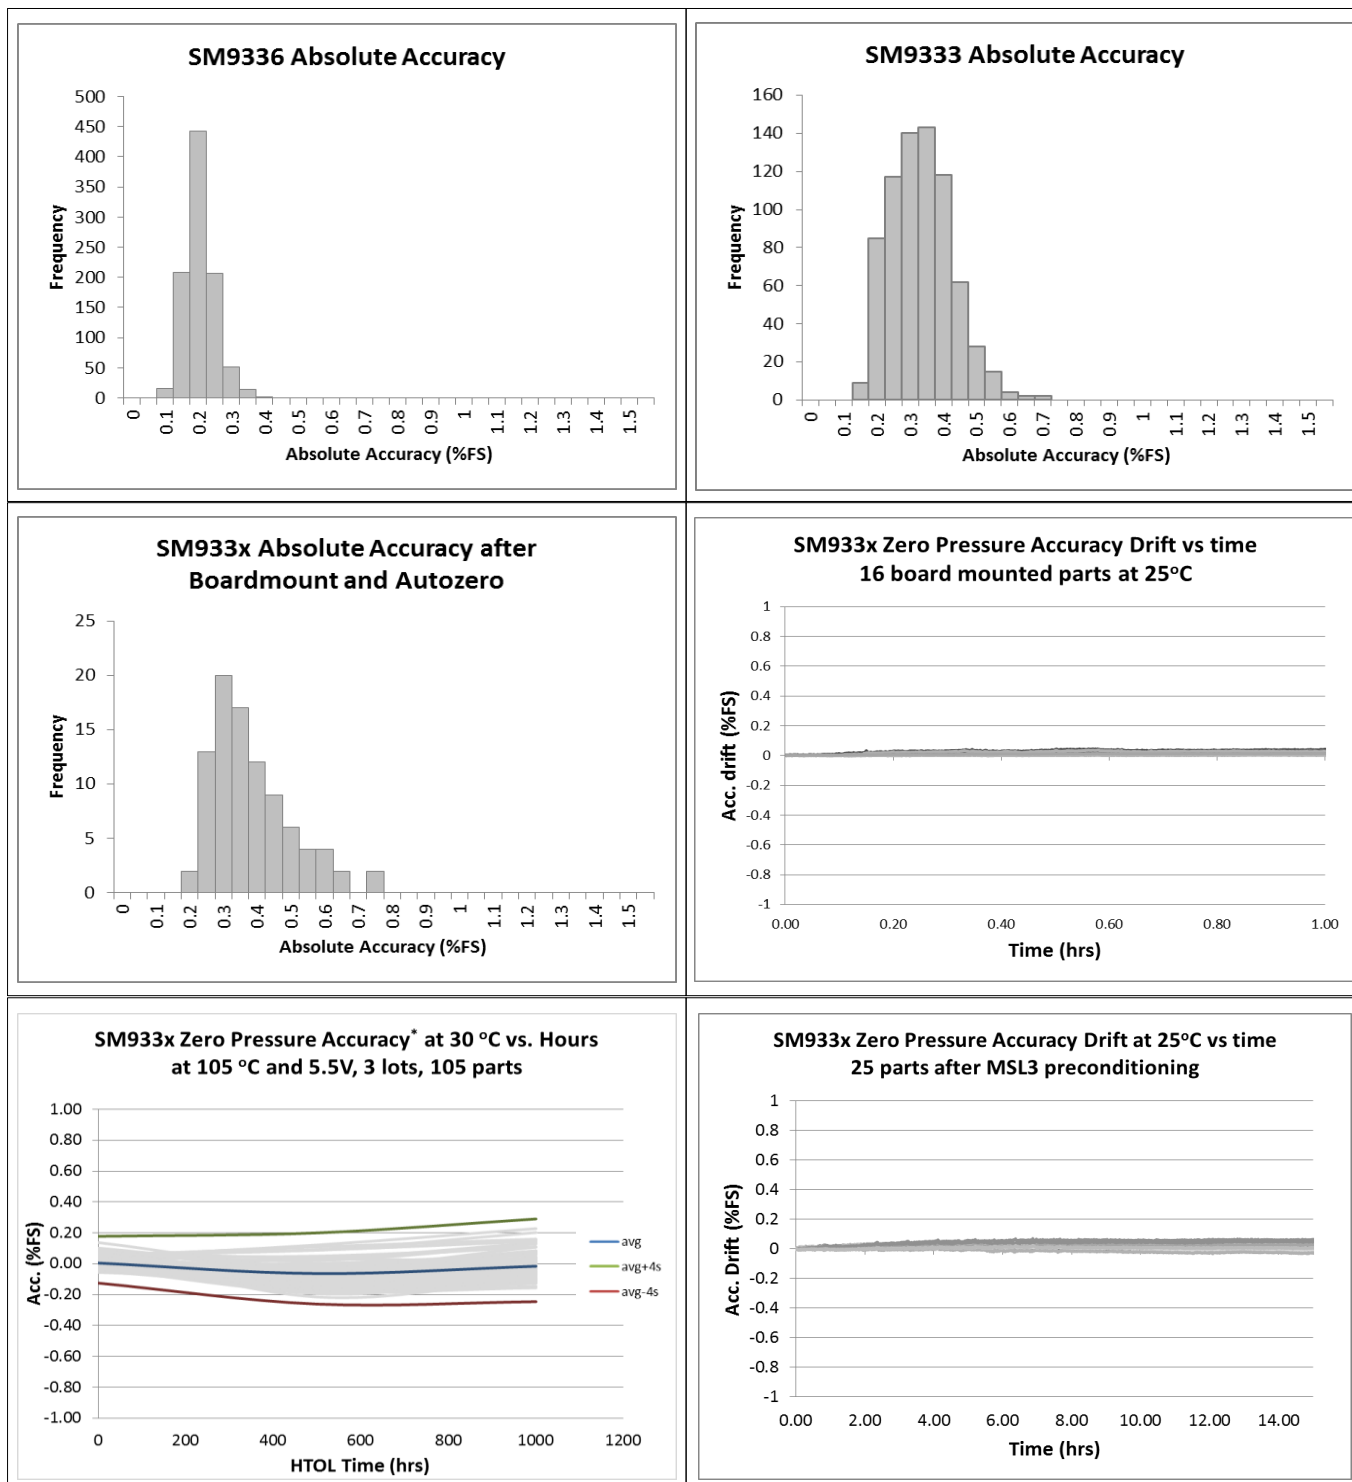 SM9336 Absolute Accuracy
500
450
400
350
300
250
200
150
100
50
0
Frequency
0 0.1 0.2 0.3 0.4 0.5 0.6 0.7 0.8 0.9 1 1.1 1.2 1.3 1.4 1.5
Absolute Accuracy (%FS)
SM9333 Absolute Accuracy
160
140
120
100
80
60
40
20
0
Frequency
0 0.1 0.2 0.3 0.4 0.5 0.6 0.7 0.8 0.9 1 1.1 1.2 1.3 1.4 1.5
Absolute Accuracy (%FS)
SM933x Absolute Accuracy after
Boardmount and Autozero
25
20
15
10
5
0
Frequency
0 0.1 0.2 0.3 0.4 0.5 0.6 0.7 0.8 0.9 1 1.1 1.2 1.3 1.4 1.5
Absolute Accuracy (%FS)
SM933x Zero Pressure Accuracy Drift vs time
16 board mounted parts at 25°C
1
0.8
0.6
0.4
0.2
0
-0.2
-0.4
-0.6
-0.8
-1
Acc. drift (%FS)
0.00 0.20 0.40 0.60 0.80 1.00
Time (hrs)
SM933x Zero Pressure Accuracy* at 30 °C vs. Hours
at 105 °C and 5.5V, 3 lots, 105 parts
1.00
0.80
0.60
0.40
0.20
0.00
-0.20
-0.40
-0.60
-0.80
-1.00
Acc. (%FS)
avg
avg+4s
avg-4s
0 200 400 600 800 1000 1200
HTOL Time (hrs)
SM933x Zero Pressure Accuracy Drift at 25°C vs time
25 parts after MSL3 preconditioning
1
0.8
0.6
0.4
0.2
0
-0.2
-0.4
-0.6
-0.8
-1
Acc. Drift (%FS)
0.00 2.00 4.00 6.00 8.00 10.00 12.00 14.00
Time (hrs)